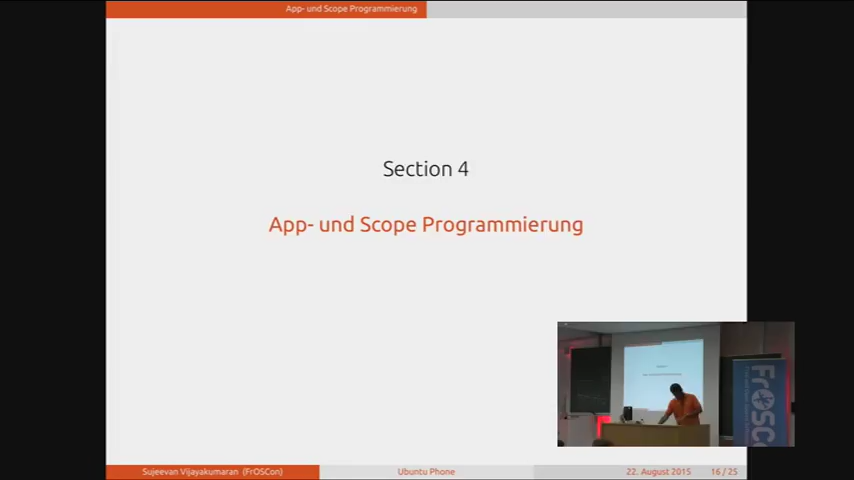 App- und Scope Programmierung
Section 4
App- und Scope Programmierung
FrOSC
Sujeevan Vijayakumaran (FrOSCon)
Ubuntu Phone
22. August 2015
16 / 25